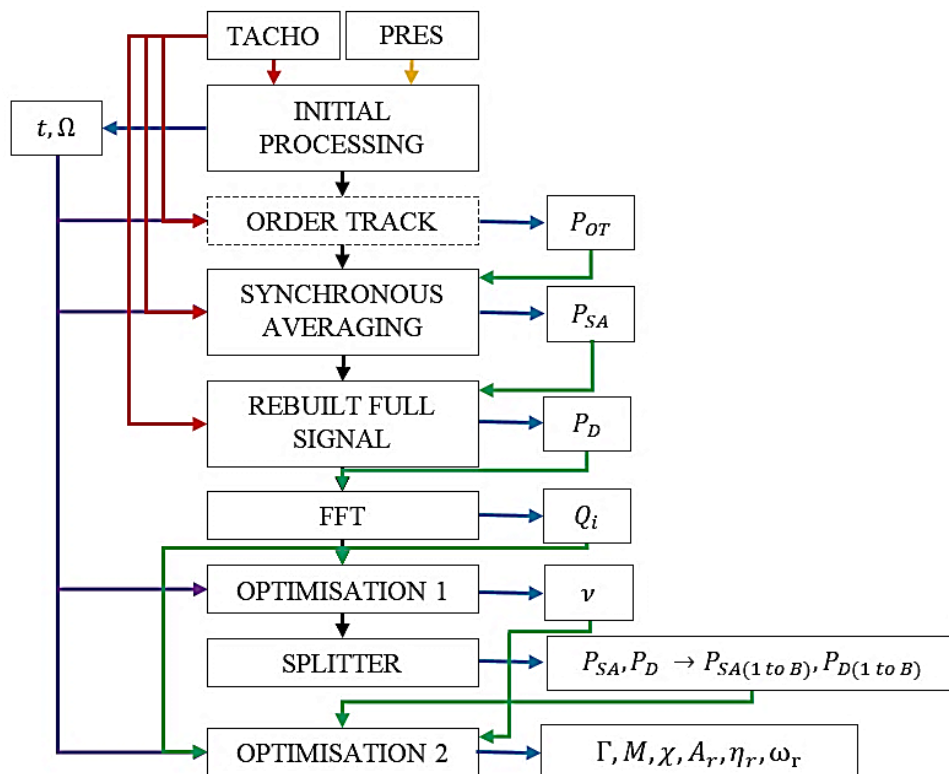 TACHO
PRES
INITIAL
PROCESSING
t, Ω
ORDER TRACK
P_OT
SYNCHRONOUS
AVERAGING
P_SA
REBUILT FULL
SIGNAL
P_D
FFT
Q_i
OPTIMISATION 1
ν
SPLITTER
P_SA, P_D → P_SA(1 to B), P_D(1 to B)
OPTIMISATION 2
Γ, M, χ, A_r, η_r, ω_r